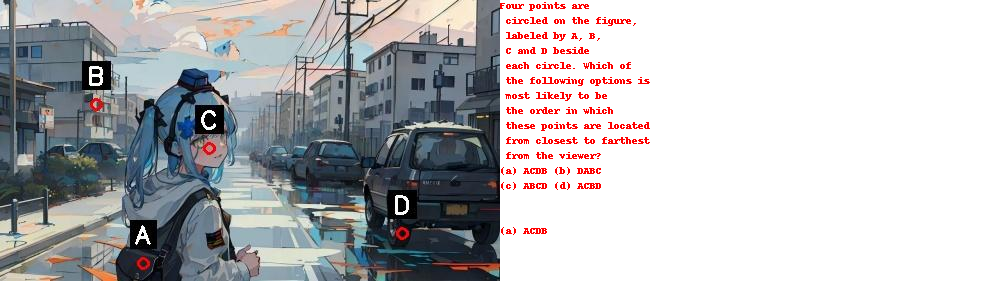 B
C
D
A
Four points are
circled on the figure,
labeled by A, B,
C and D beside
each circle. Which of
the following options is
most likely to be
the order in which
these points are located
from closest to farthest
from the viewer?
(a) ACDB (b) DABC
(c) ABCD (d) ACBD
(a) ACDB